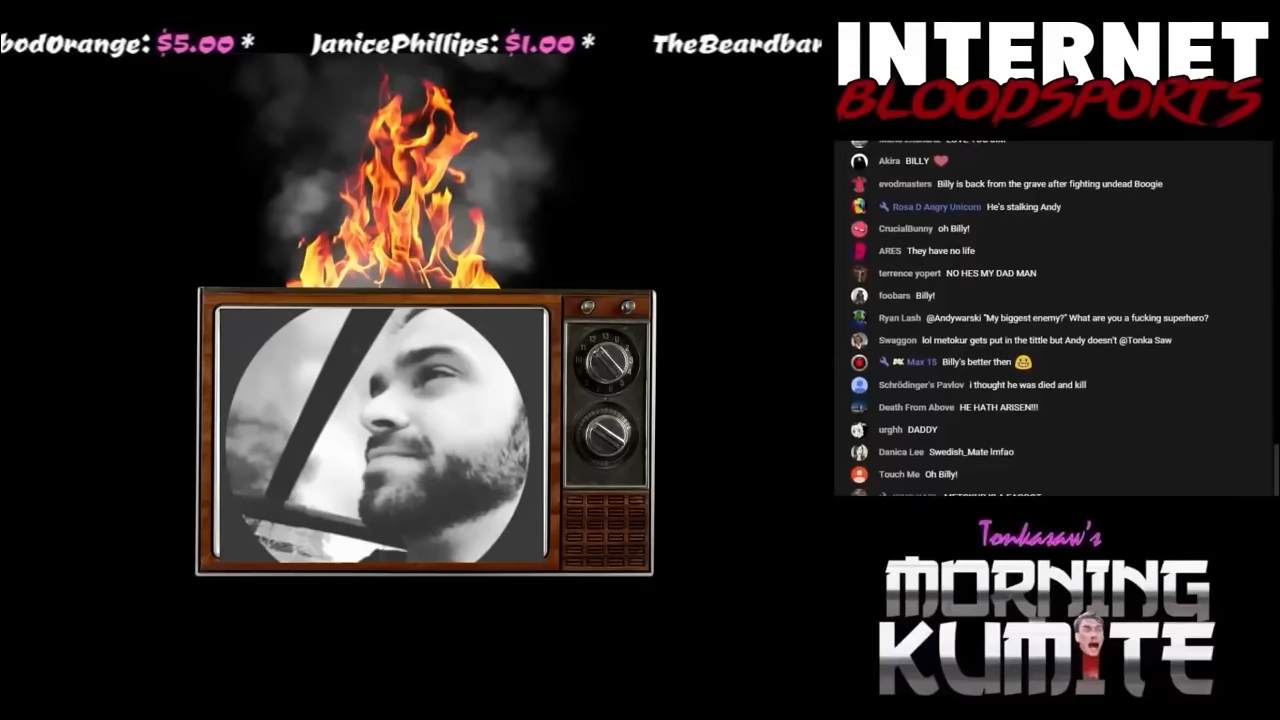 bodOrange: $5.00 * JanicePhillips: $1.00 * TheBeardbar
INTERNET
BLOODSPORTS
Akira BILLY
evodmasters Billy is back from the grave after fighting undead Boogie
Rosa D Angry Unicorn He's stalking Andy
CrucialBunny oh Billy!
ARES They have no life
terrence yopert NO HES MY DAD MAN
foobars Billy!
Ryan Lash @Andywarski "My biggest enemy?" What are you a fucking superhero?
Swaggon lol metokur gets put in the tittle but Andy doesn't @Tonka Saw
Max 15 Billy's better then
Schrödinger's Pavlov i thought he was died and kill
Death From Above HE HATH ARISEN!!!
urghh DADDY
Danica Lee Swedish_Mate lmfao
Touch Me Oh Billy!
Tonkasaw's
MORNING
KUMITE